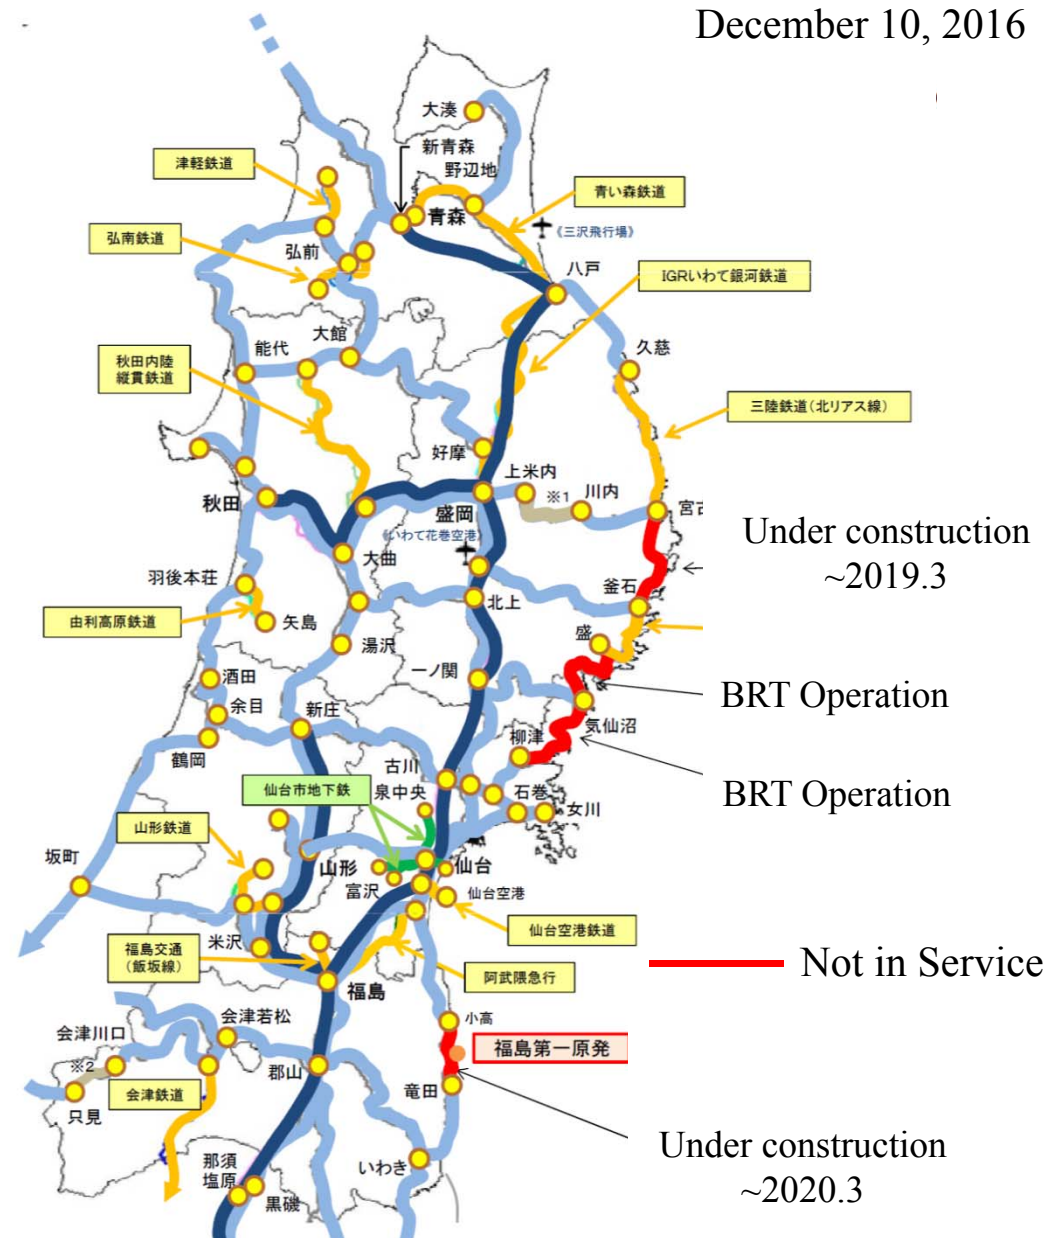 December 10, 2016
大湊
新青森
野辺地
津軽鉄道
青い森鉄道
青森
《三沢飛行場》
弘南鉄道
弘前
八戸
IGRいわて銀河鉄道
大館
能代
久慈
秋田内陸
縦貫鉄道
三陸鉄道(北リアス線)
好摩
上米内
※1
川内
秋田
盛岡
宮古
《いわて花巻空港》
Under construction
~2019.3
大曲
羽後本荘
釜石
北上
由利高原鉄道
矢島
盛
湯沢
一ノ関
酒田
BRT Operation
余目
新庄
気仙沼
柳津
鶴岡
古川
仙台市地下鉄
泉中央
石巻
女川
BRT Operation
山形鉄道
坂町
山形
仙台
富沢
仙台空港
仙台空港鉄道
米沢
福島交通
(飯坂線)
Not in Service
阿武隈急行
福島
会津若松
小高
会津川口
福島第一原発
※2
郡山
竜田
会津鉄道
只見
Under construction
~2020.3
那須
塩原
いわき
黒磯